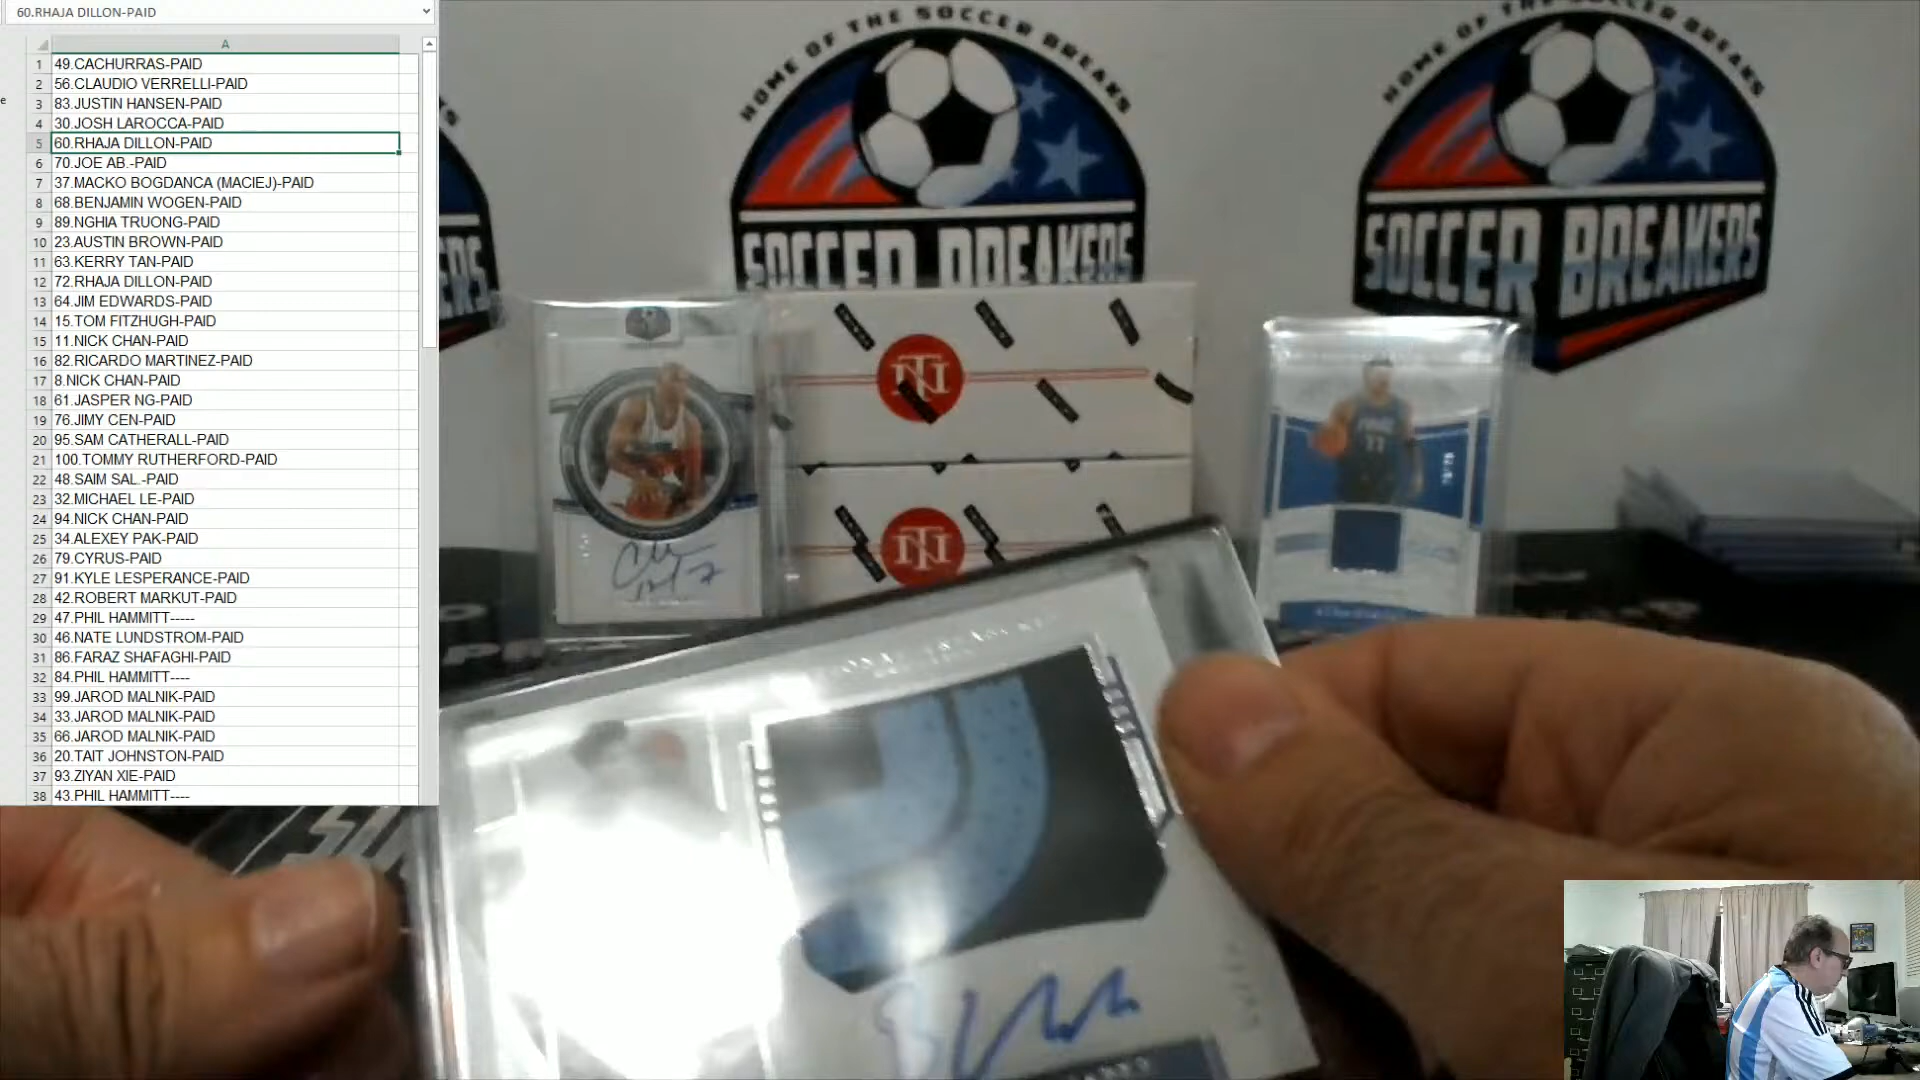 60.RHAJA DILLON-PAID
A
1 49.CACHURRAS-PAID
2 56.CLAUDIO VERRELLI-PAID
3 83.JUSTIN HANSEN-PAID
4 30.JOSH LAROCCA-PAID
5 60.RHAJA DILLON-PAID
6 70.JOE AB.-PAID
7 37.MACKO BOGDANCA (MACIEJ)-PAID
8 68.BENJAMIN WOGEN-PAID
9 89.NGHIA TRUONG-PAID
10 23.AUSTIN BROWN-PAID
11 63.KERRY TAN-PAID
12 72.RHAJA DILLON-PAID
13 64.JIM EDWARDS-PAID
14 15.TOM FITZHUGH-PAID
15 11.NICK CHAN-PAID
16 82.RICARDO MARTINEZ-PAID
17 8.NICK CHAN-PAID
18 61.JASPER NG-PAID
19 76.JIMY CEN-PAID
20 95.SAM CATHERALL-PAID
21 100.TOMMY RUTHERFORD-PAID
22 48.SAIM SAL.-PAID
23 32.MICHAEL LE-PAID
24 94.NICK CHAN-PAID
25 34.ALEXEY PAK-PAID
26 79.CYRUS-PAID
27 91.KYLE LESPERANCE-PAID
28 42.ROBERT MARKUT-PAID
29 47.PHIL HAMMITT-----
30 46.NATE LUNDSTROM-PAID
31 86.FARAZ SHAFAGHI-PAID
32 84.PHIL HAMMITT----
33 99.JAROD MALNIK-PAID
34 33.JAROD MALNIK-PAID
35 66.JAROD MALNIK-PAID
36 20.TAIT JOHNSTON-PAID
37 93.ZIYAN XIE-PAID
38 43.PHIL HAMMITT----
HOME OF THE SOCCER BREAKS
SOCCER BREAKERS
HOME OF THE SOCCER BREAKS
SOCCER BREAKERS
ERS
77